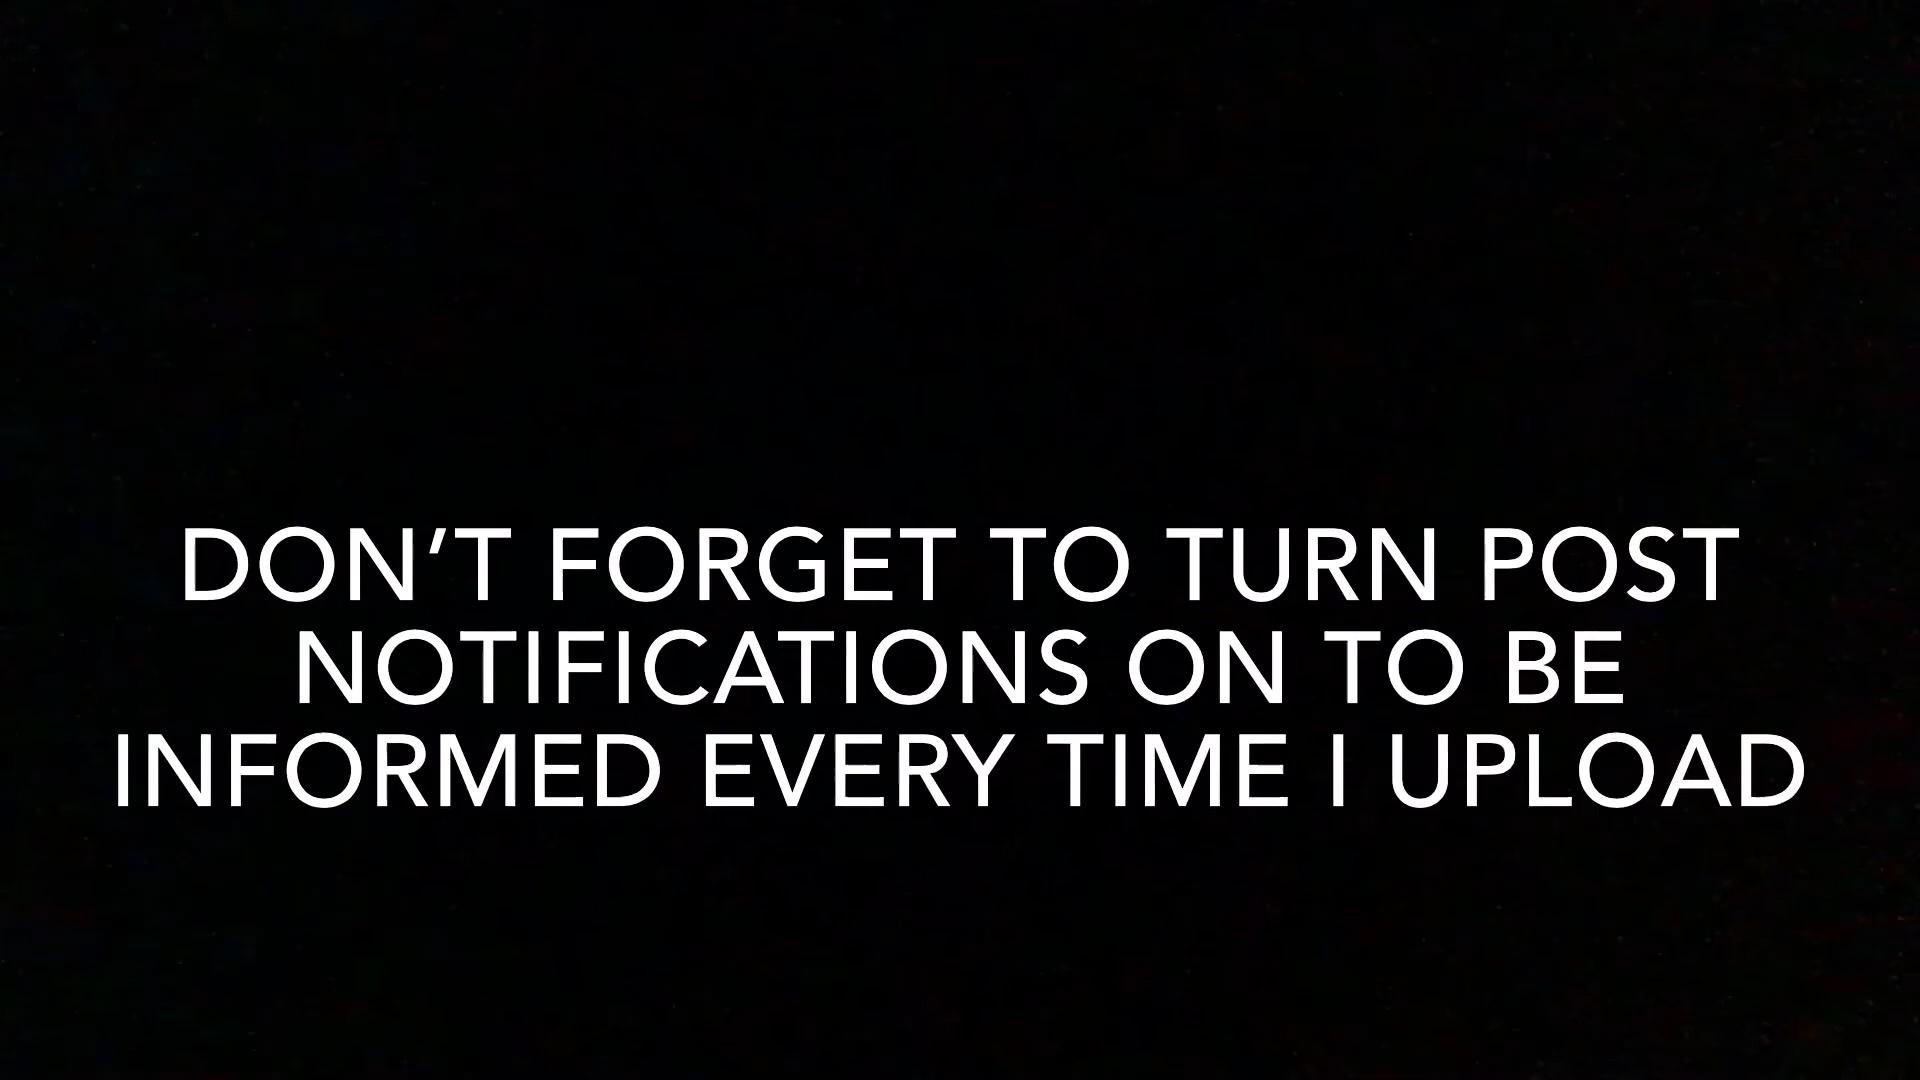 DON’T FORGET TO TURN POST
NOTIFICATIONS ON TO BE
INFORMED EVERY TIME I UPLOAD